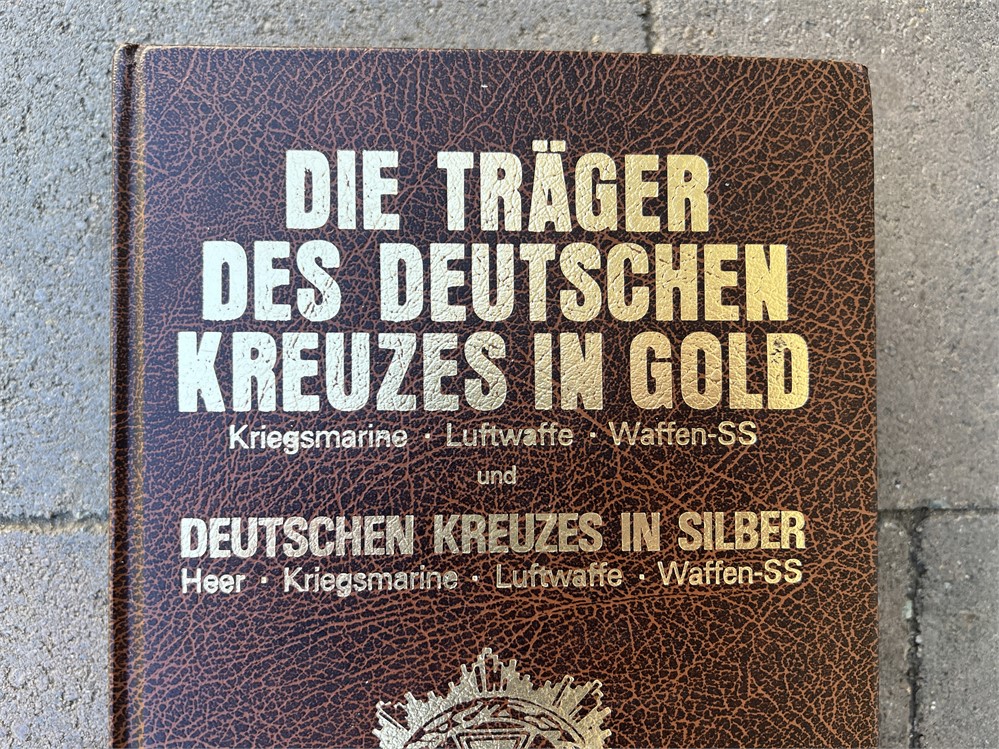 DIE TRÄGER
DES DEUTSCHEN
KREUZES IN GOLD
Kriegsmarine · Luftwaffe · Waffen-SS
und
DEUTSCHEN KREUZES IN SILBER
Heer · Kriegsmarine · Luftwaffe · Waffen-SS